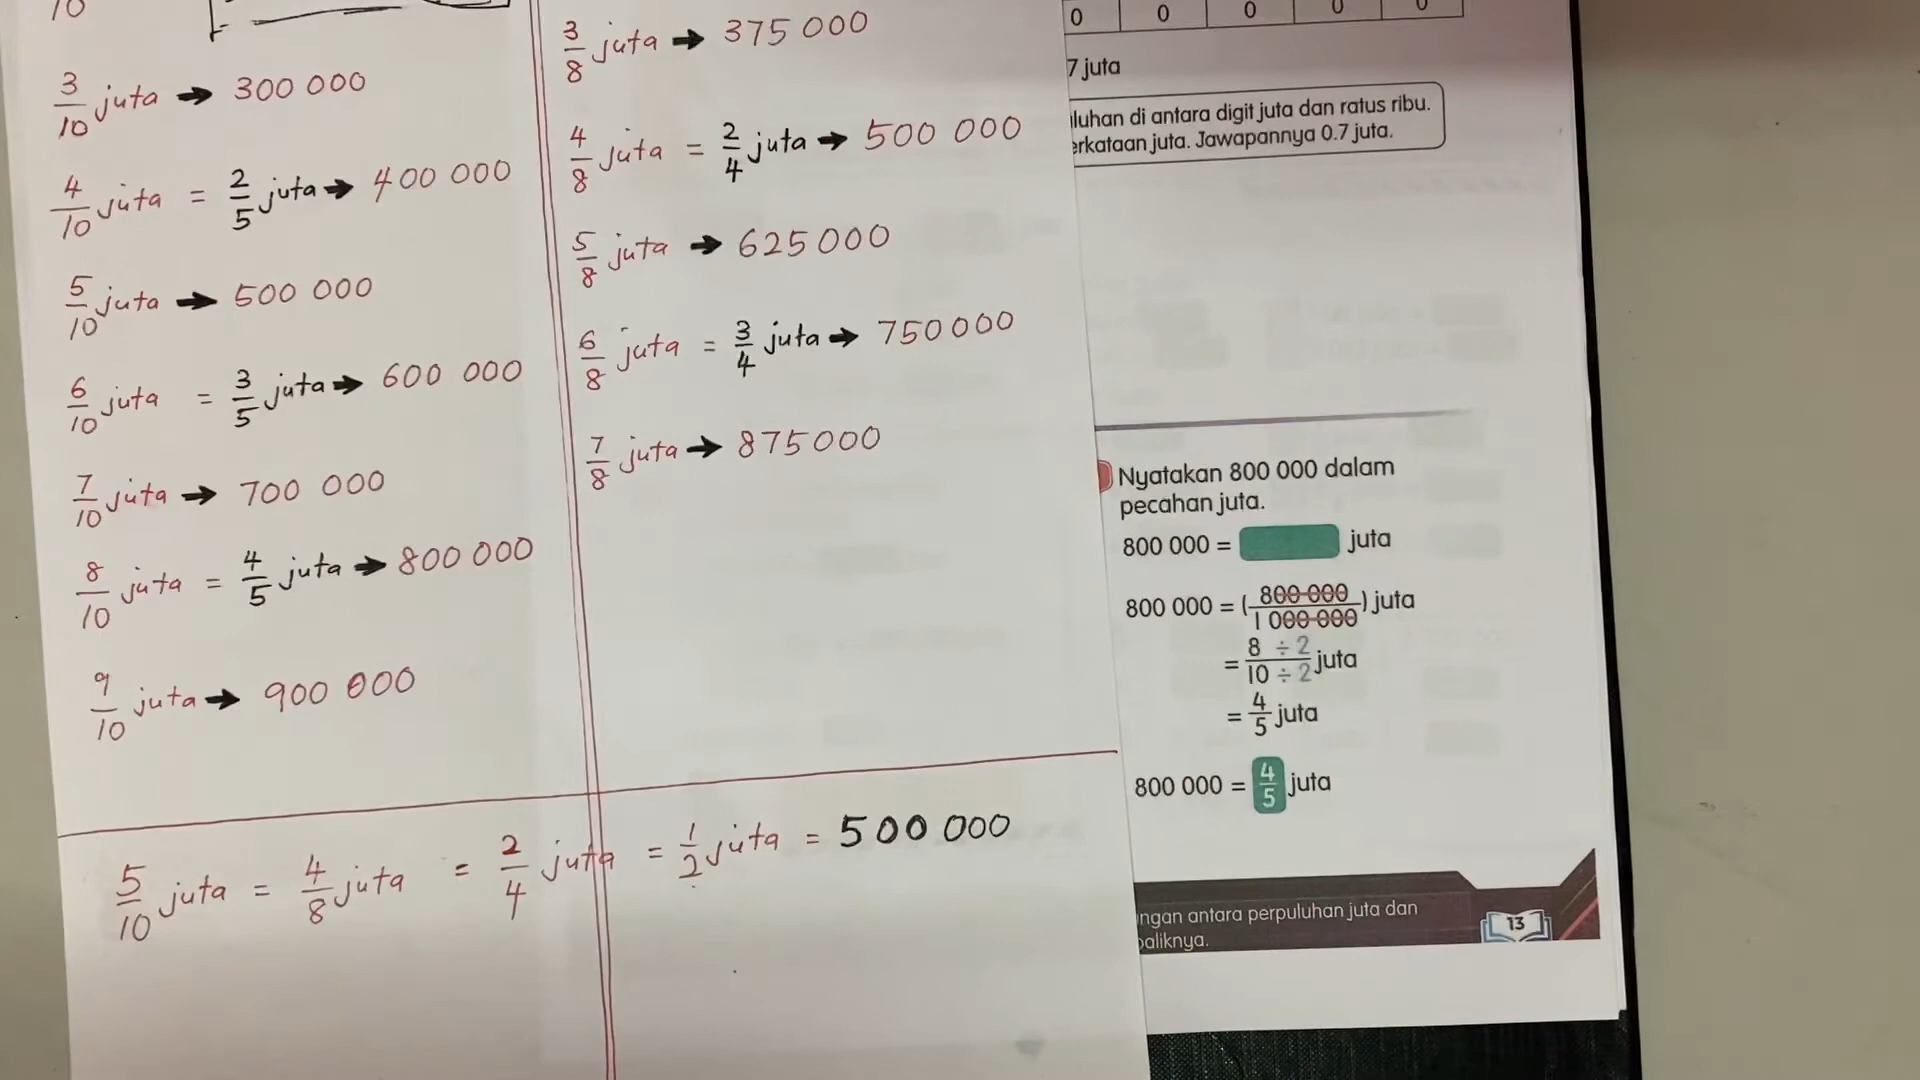 10
3/10 juta → 300 000
4/10 juta = 2/5 juta → 400 000
5/10 juta → 500 000
6/10 juta = 3/5 juta → 600 000
7/10 juta → 700 000
8/10 juta = 4/5 juta → 800 000
9/10 juta → 900 000
3/8 juta → 375 000
4/8 juta = 2/4 juta → 500 000
5/8 juta → 625 000
6/8 juta = 3/4 juta → 750 000
7/8 juta → 875 000
5/10 juta = 4/8 juta = 2/4 juta = 1/2 juta = 500 000
0 0 0 0 0
7 juta
luhan di antara digit juta dan ratus ribu.
erkataan juta. Jawapannya 0.7 juta.
Nyatakan 800 000 dalam
pecahan juta.
800 000 = juta
800 000 = (800 000/1 000 000) juta
= 8 ÷ 2/10 ÷ 2 juta
= 4/5 juta
800 000 = 4/5 juta
ngan antara perpuluhan juta dan
baliknya.
13